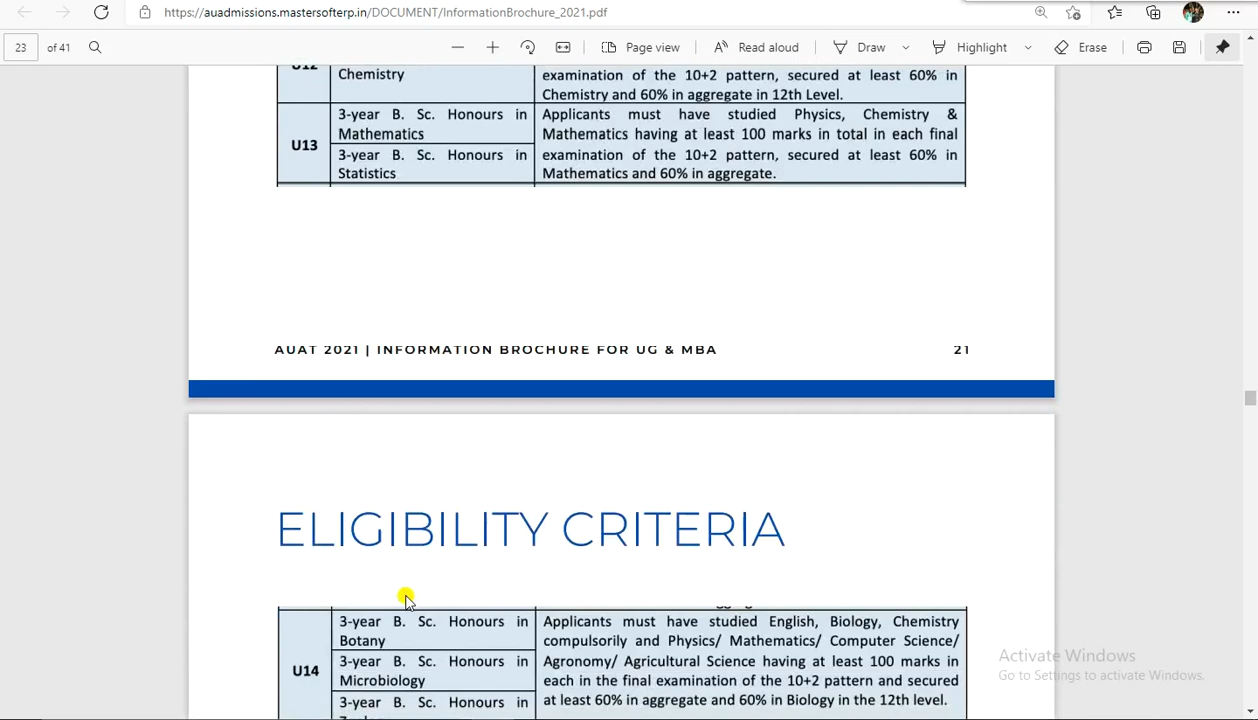 https://auadmissions.mastersofterp.in/DOCUMENT/InformationBrochure_2021.pdf
23 of 41
Page view
Read aloud
Draw
Highlight
Erase
U12
Chemistry
examination of the 10+2 pattern, secured at least 60% in
Chemistry and 60% in aggregate in 12th Level.
U13
3-year B. Sc. Honours in
Mathematics
3-year B. Sc. Honours in
Statistics
Applicants must have studied Physics, Chemistry &
Mathematics having at least 100 marks in total in each final
examination of the 10+2 pattern, secured at least 60% in
Mathematics and 60% in aggregate.
AUAT 2021 | INFORMATION BROCHURE FOR UG & MBA 21
ELIGIBILITY CRITERIA
U14
3-year B. Sc. Honours in
Botany
3-year B. Sc. Honours in
Microbiology
3-year B. Sc. Honours in
Applicants must have studied English, Biology, Chemistry
compulsorily and Physics/ Mathematics/ Computer Science/
Agronomy/ Agricultural Science having at least 100 marks in
each in the final examination of the 10+2 pattern and secured
at least 60% in aggregate and 60% in Biology in the 12th level.
Activate Windows
Go to Settings to activate Windows.